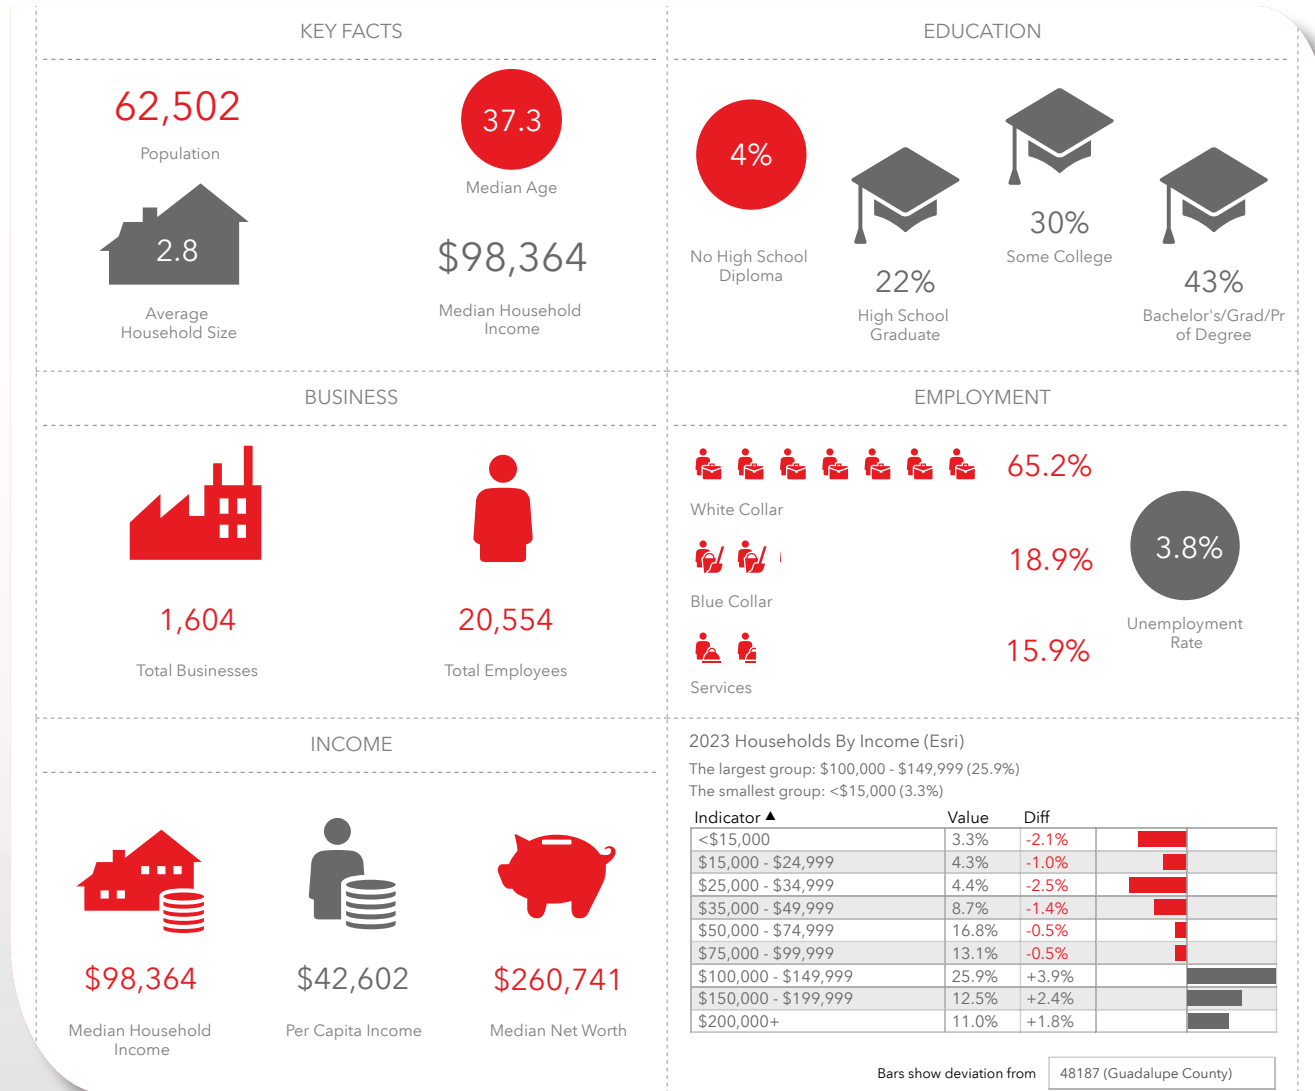 KEY FACTS
62,502
Population
37.3
Median Age
2.8
Average
Household Size
$98,364
Median Household
Income
EDUCATION
4%
No High School
Diploma
22%
High School
Graduate
30%
Some College
43%
Bachelor's/Grad/Pr
of Degree
BUSINESS
1,604
Total Businesses
20,554
Total Employees
EMPLOYMENT
65.2%
White Collar
18.9%
Blue Collar
15.9%
Services
3.8%
Unemployment
Rate
INCOME
$98,364
Median Household
Income
$42,602
Per Capita Income
$260,741
Median Net Worth
2023 Households By Income (Esri)
The largest group: $100,000 - $149,999 (25.9%)
The smallest group: <$15,000 (3.3%)
Indicator ▲ Value Diff
<$15,000 3.3% -2.1%
$15,000 - $24,999 4.3% -1.0%
$25,000 - $34,999 4.4% -2.5%
$35,000 - $49,999 8.7% -1.4%
$50,000 - $74,999 16.8% -0.5%
$75,000 - $99,999 13.1% -0.5%
$100,000 - $149,999 25.9% +3.9%
$150,000 - $199,999 12.5% +2.4%
$200,000+ 11.0% +1.8%
Bars show deviation from 48187 (Guadalupe County)